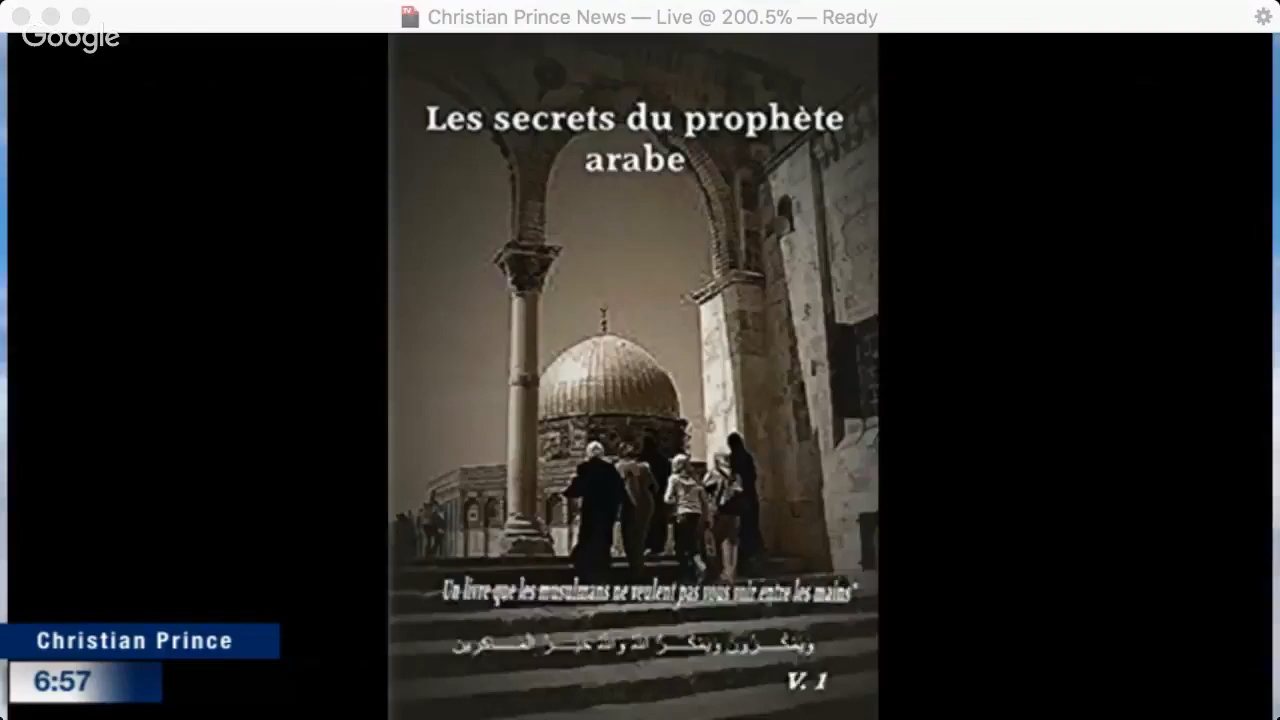 Christian Prince News — Live @ 200.5% — Ready
Google
Les secrets du prophète
arabe
Un livre que les musulmans ne veulent pas vous voir entre les mains"
ويمكرون ويمكر الله والله خير الماكرين
V. 1
Christian Prince
6:57